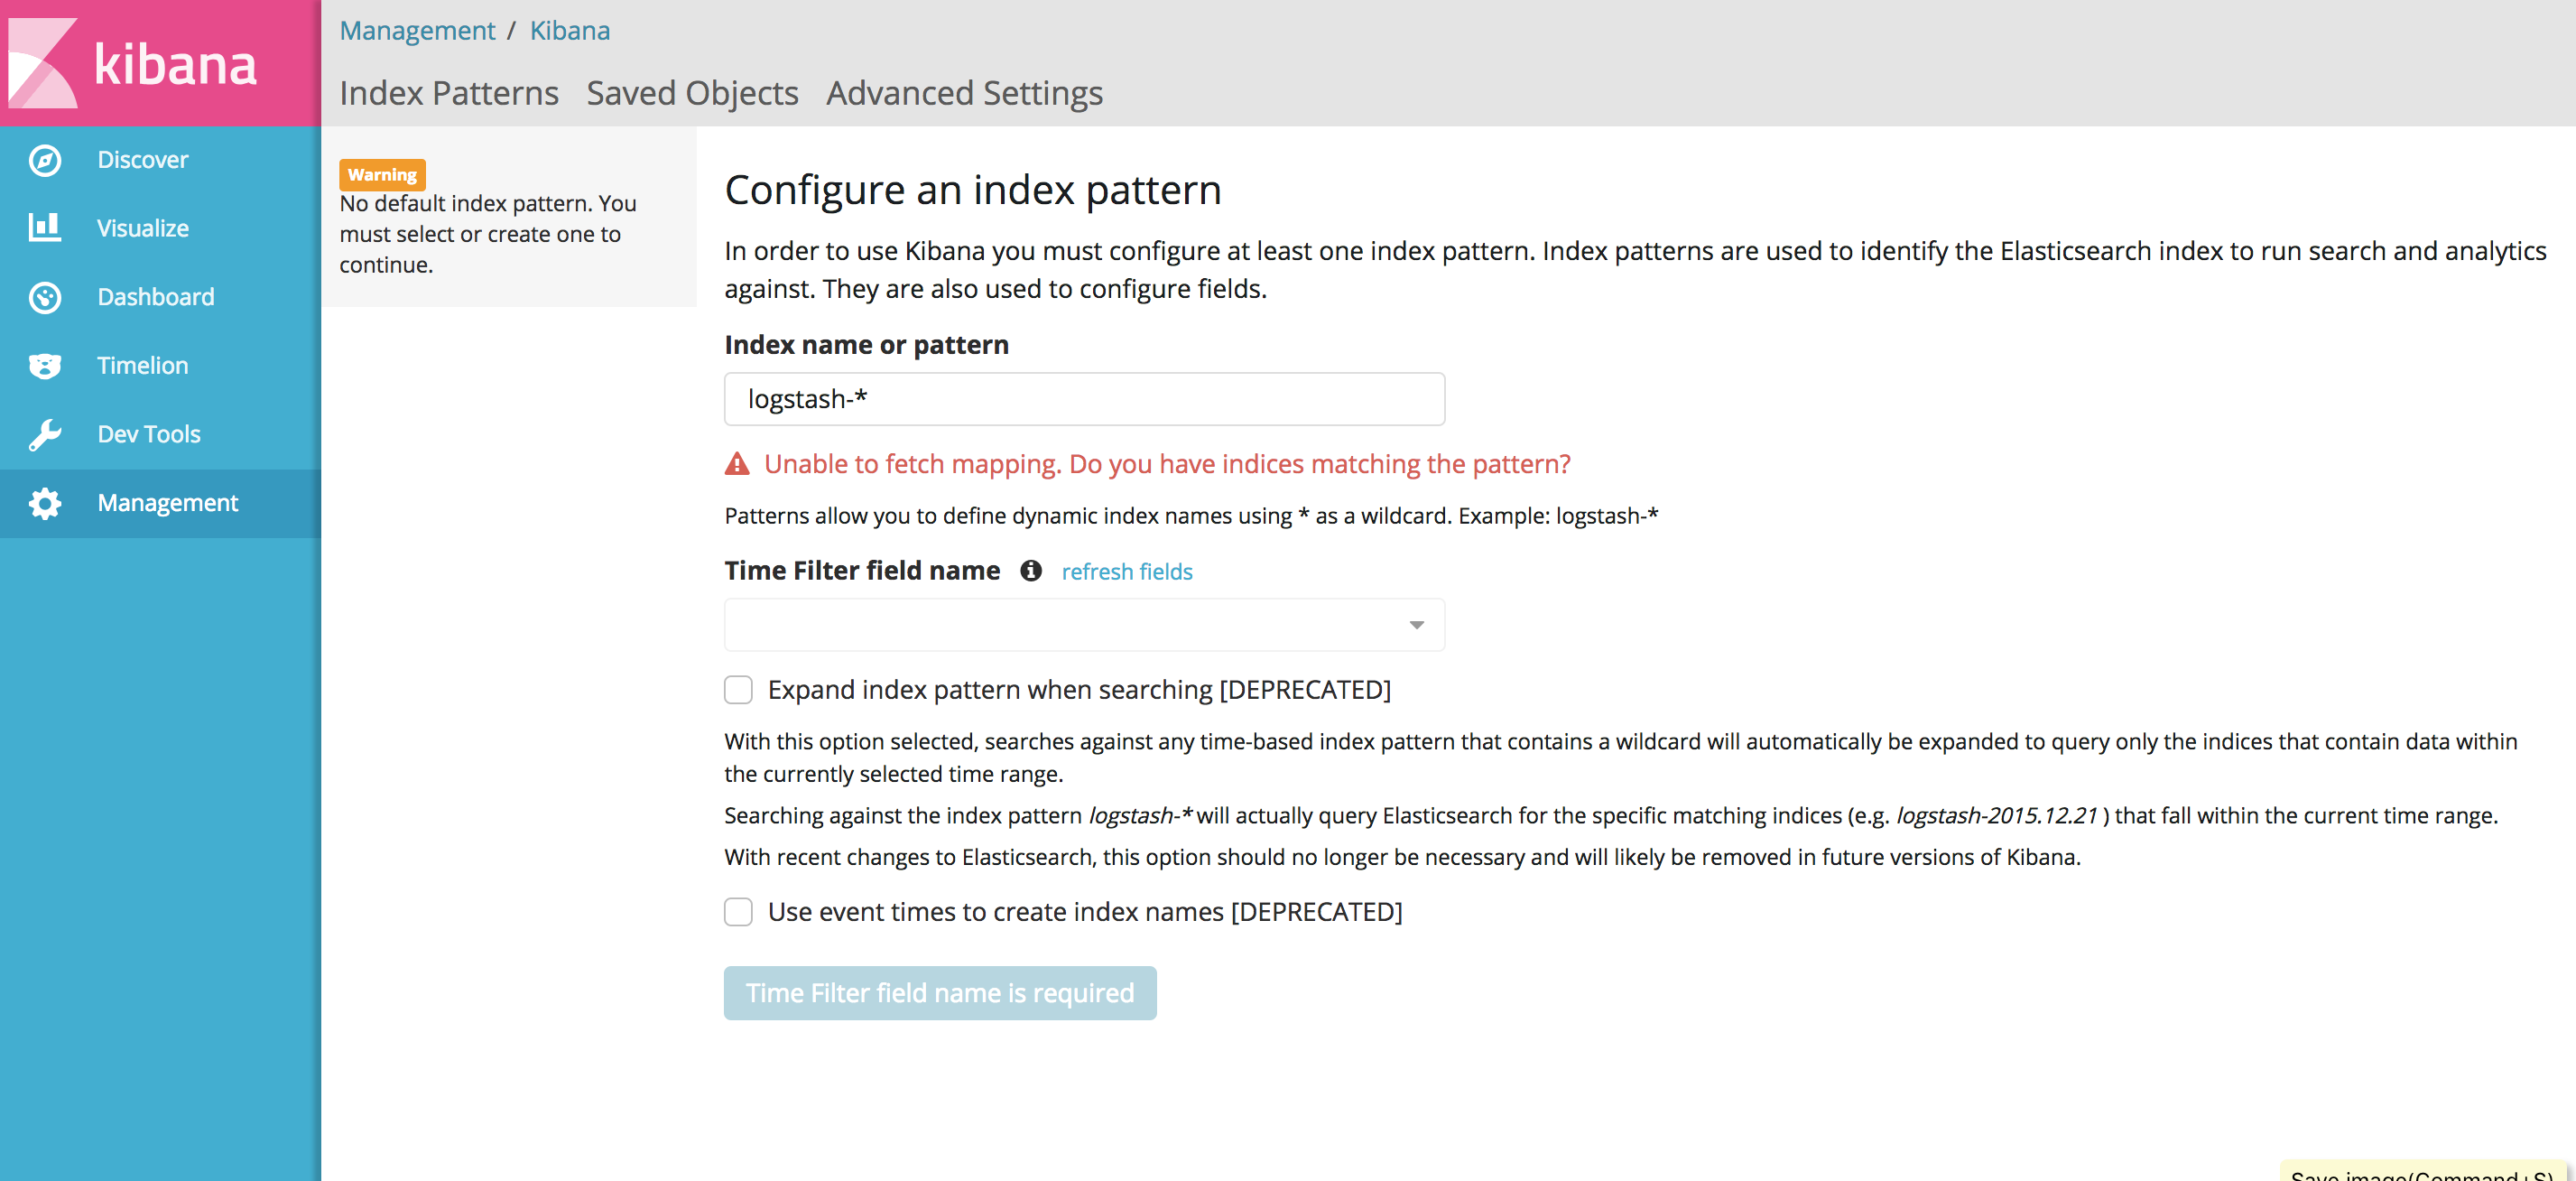 kibana
Management / Kibana
Index Patterns Saved Objects Advanced Settings
Discover
Visualize
Dashboard
Timelion
Dev Tools
Management
Warning
No default index pattern. You
must select or create one to
continue.
Configure an index pattern
In order to use Kibana you must configure at least one index pattern. Index patterns are used to identify the Elasticsearch index to run search and analytics
against. They are also used to configure fields.
Index name or pattern
logstash-*
Unable to fetch mapping. Do you have indices matching the pattern?
Patterns allow you to define dynamic index names using * as a wildcard. Example: logstash-*
Time Filter field name refresh fields
Expand index pattern when searching [DEPRECATED]
With this option selected, searches against any time-based index pattern that contains a wildcard will automatically be expanded to query only the indices that contain data within
the currently selected time range.
Searching against the index pattern logstash-* will actually query Elasticsearch for the specific matching indices (e.g. logstash-2015.12.21 ) that fall within the current time range.
With recent changes to Elasticsearch, this option should no longer be necessary and will likely be removed in future versions of Kibana.
Use event times to create index names [DEPRECATED]
Time Filter field name is required
Save image(Command+S)